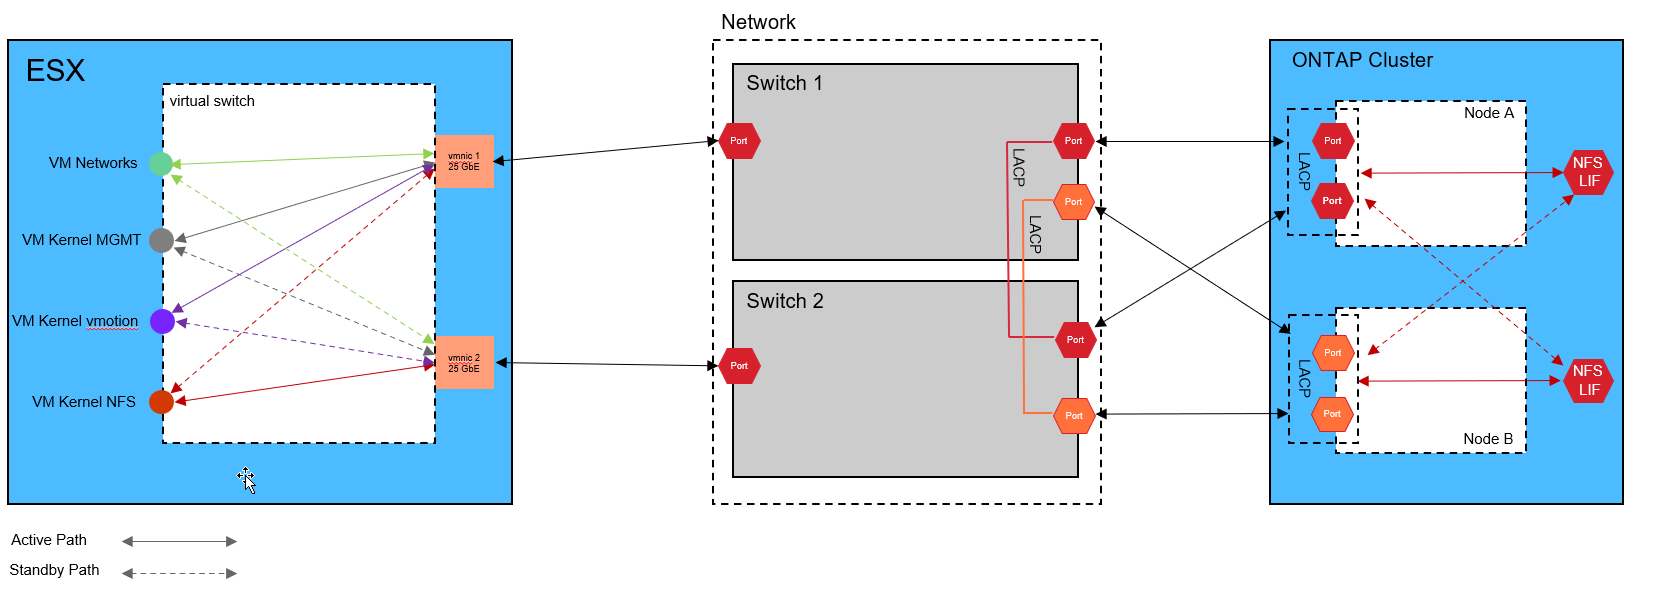 Network
ESX
virtual switch
VM Networks
VM Kernel MGMT
VM Kernel vmotion
VM Kernel NFS
vmnic 1
25 GbE
vmnic 2
25 GbE
Switch 1
Port
Port
Port
LACP
LACP
Switch 2
Port
Port
Port
ONTAP Cluster
Node A
Port
Port
LACP
NFS
LIF
Port
Port
LACP
NFS
LIF
Node B
Active Path
Standby Path